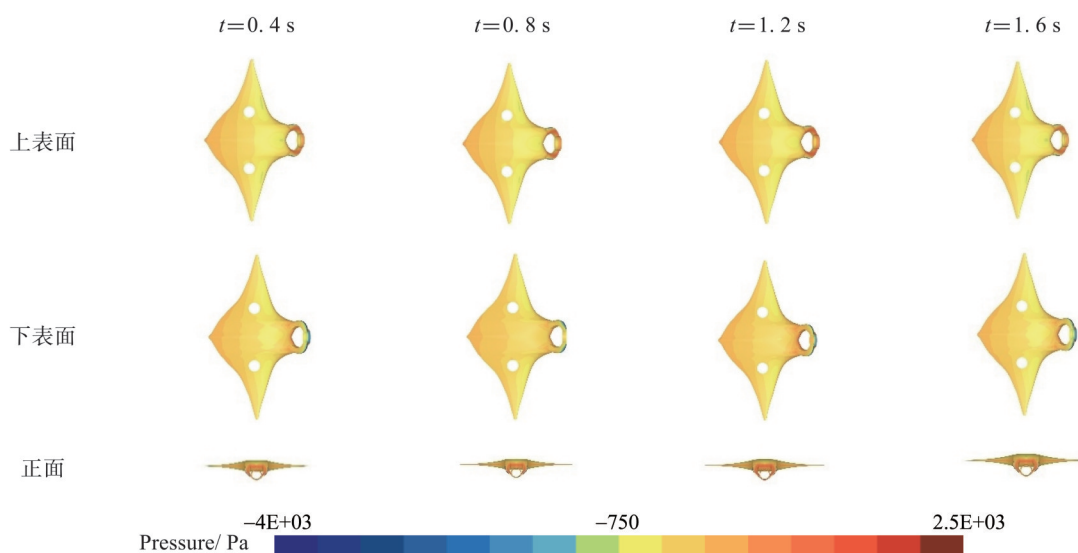 t=0.4 s
t=0.8 s
t=1.2 s
t=1.6 s
上表面
下表面
正面
−4E+03
−750
2.5E+03
Pressure/ Pa